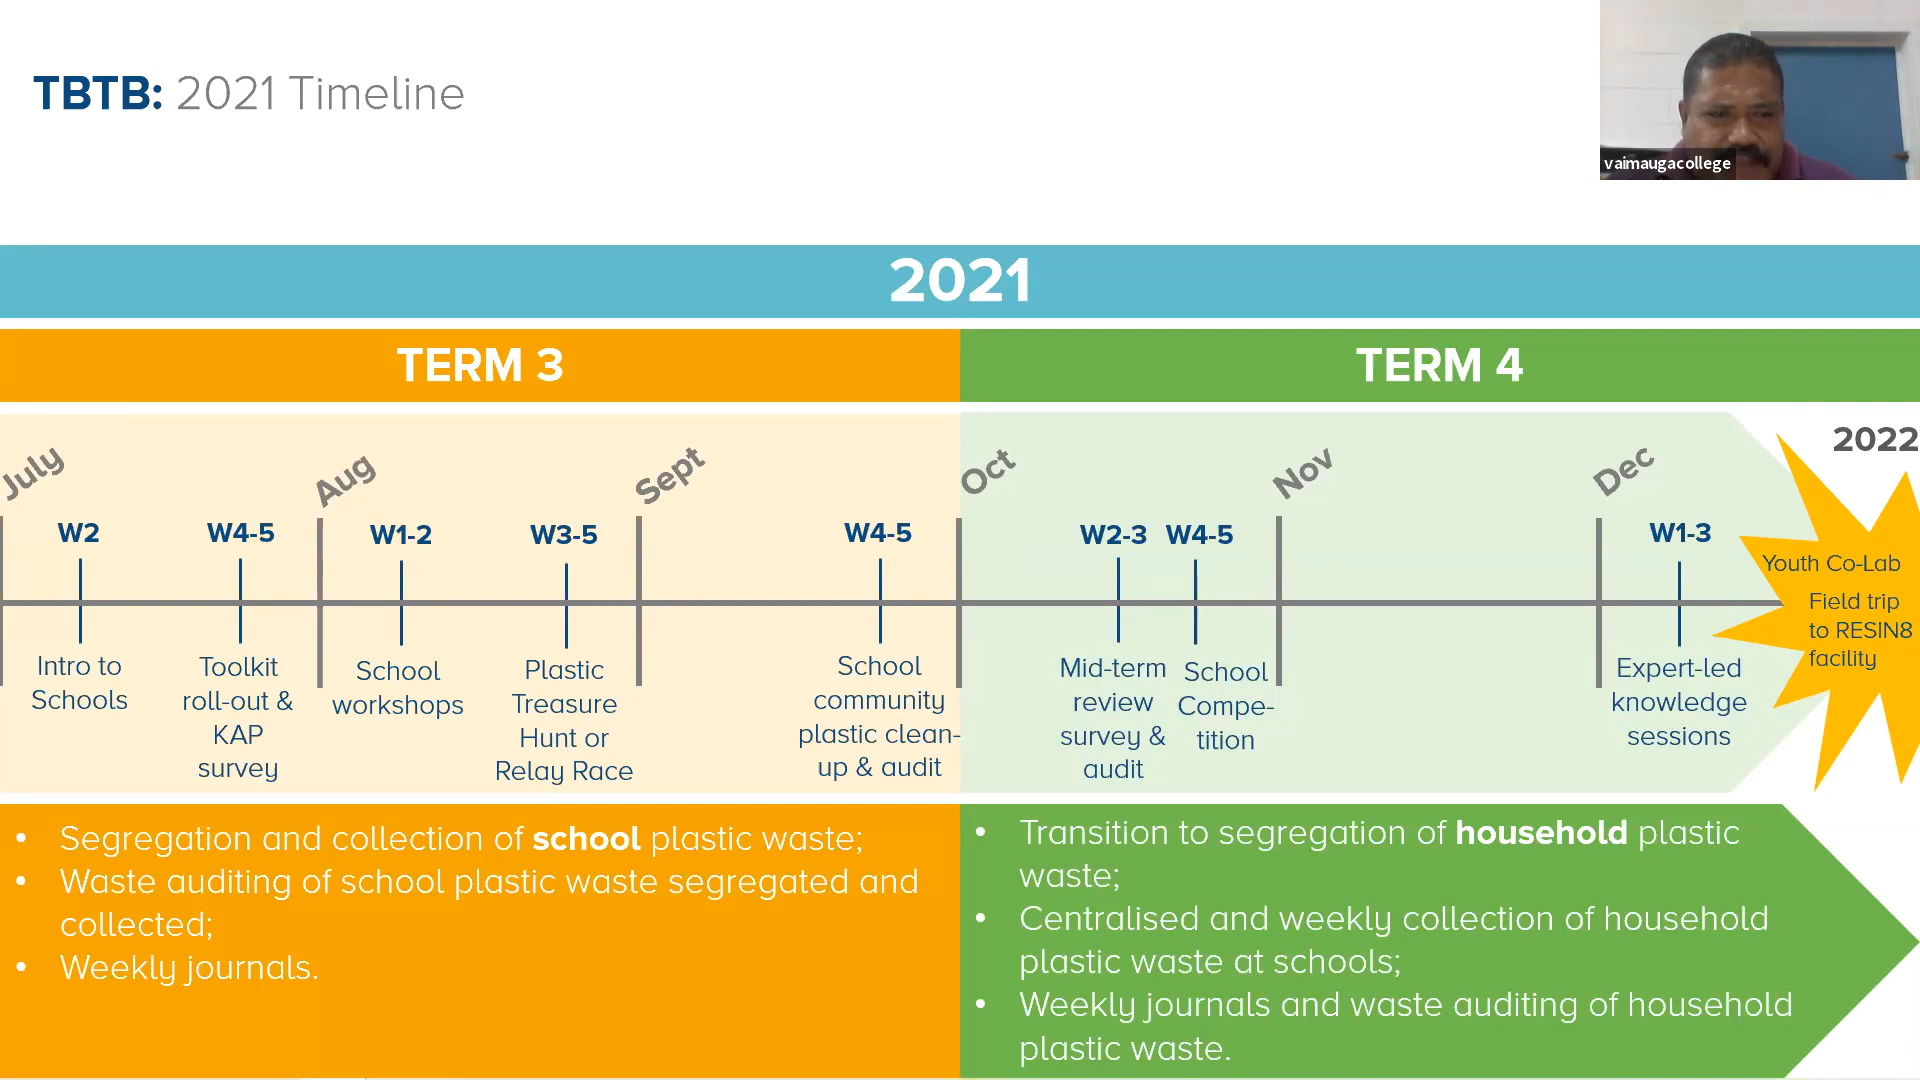 TBTB: 2021 Timeline
vaimaugacollege
2021
TERM 3
TERM 4
July
Aug
Sept
Oct
Nov
Dec
2022
W2
W4-5
W1-2
W3-5
W4-5
W2-3
W4-5
W1-3
Intro to
Schools
Toolkit
roll-out &
KAP
survey
School
workshops
Plastic
Treasure
Hunt or
Relay Race
School
community
plastic clean-
up & audit
Mid-term
review
survey &
audit
School
Compe-
tition
Expert-led
knowledge
sessions
Youth Co-Lab
Field trip
to RESIN8
facility
• Segregation and collection of school plastic waste;
• Waste auditing of school plastic waste segregated and
collected;
• Weekly journals.
• Transition to segregation of household plastic
waste;
• Centralised and weekly collection of household
plastic waste at schools;
• Weekly journals and waste auditing of household
plastic waste.